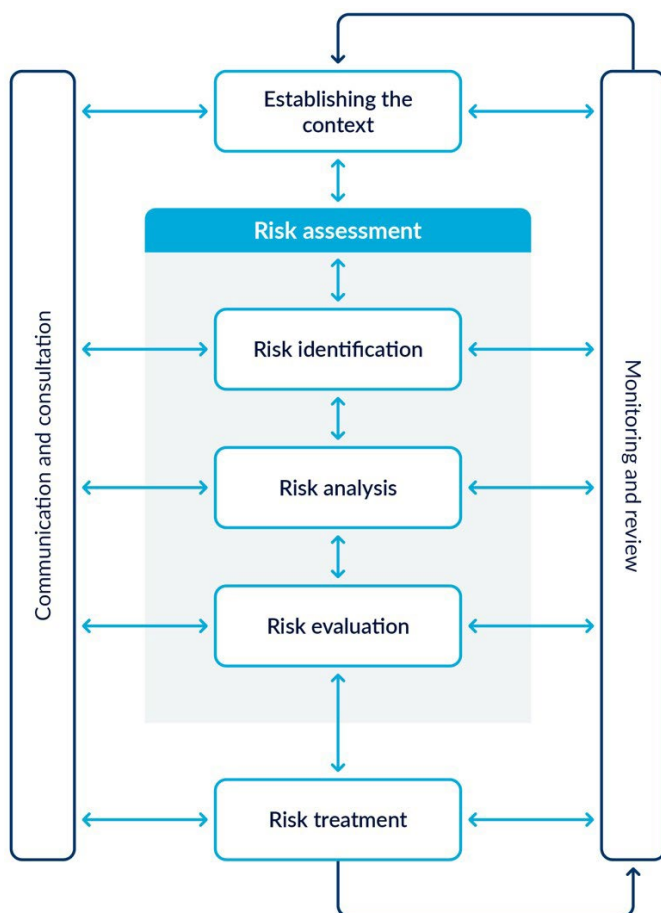 Establishing the
context
Risk assessment
Communication and consultation
Risk identification
Monitoring and review
Risk analysis
Risk evaluation
Risk treatment